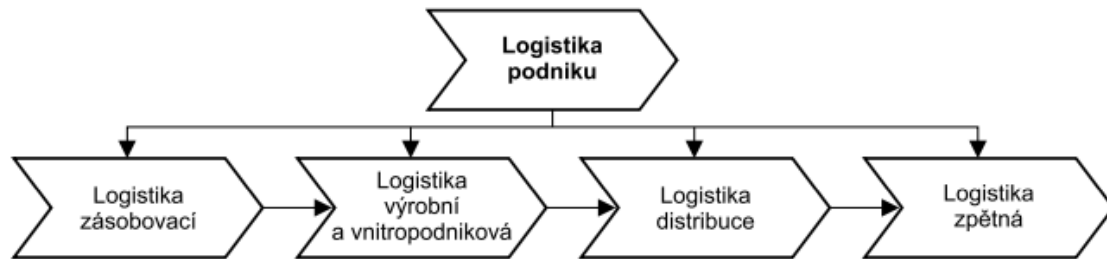 Logistika
podniku
Logistika
zásobovací
Logistika
výrobní
a vnitropodniková
Logistika
distribuce
Logistika
zpětná